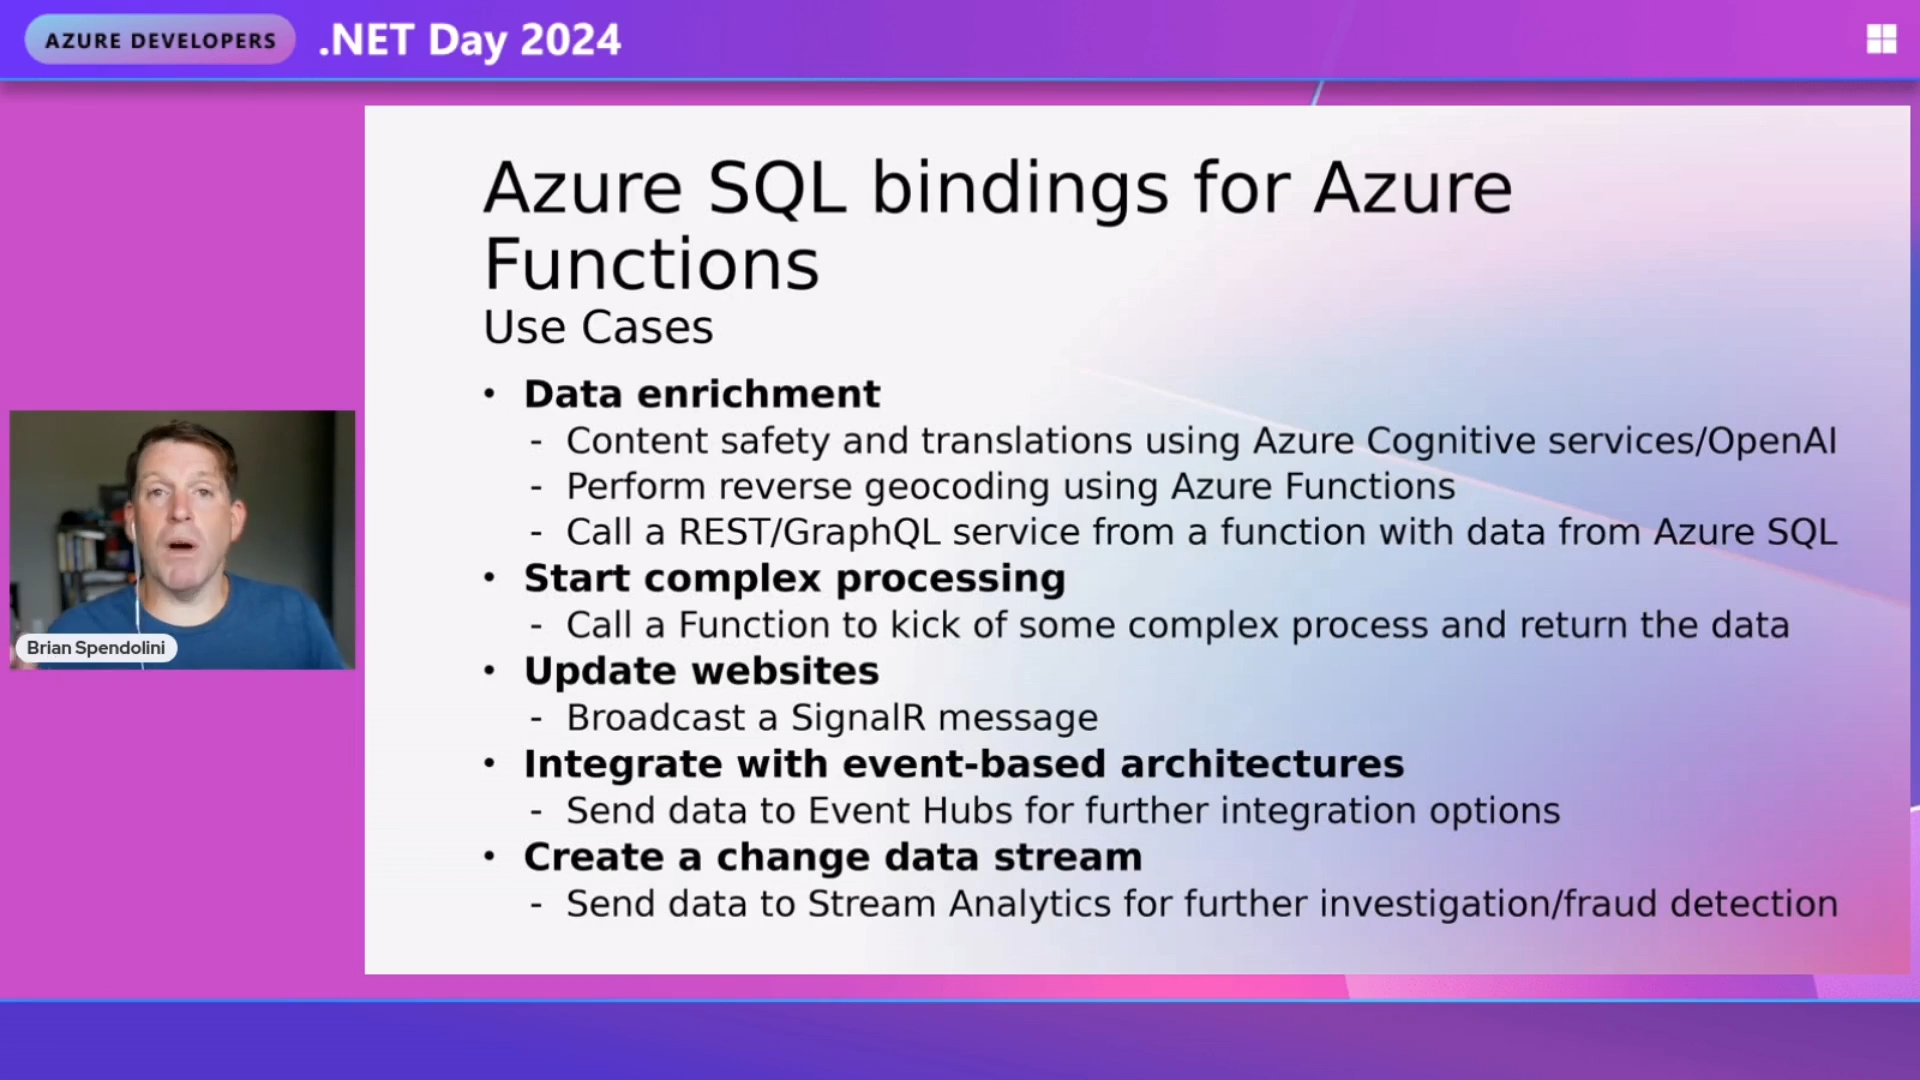 AZURE DEVELOPERS .NET Day 2024
Azure SQL bindings for Azure
Functions
Use Cases
• Data enrichment
- Content safety and translations using Azure Cognitive services/OpenAI
- Perform reverse geocoding using Azure Functions
- Call a REST/GraphQL service from a function with data from Azure SQL
• Start complex processing
- Call a Function to kick of some complex process and return the data
• Update websites
- Broadcast a SignalR message
• Integrate with event-based architectures
- Send data to Event Hubs for further integration options
• Create a change data stream
- Send data to Stream Analytics for further investigation/fraud detection
Brian Spendolini